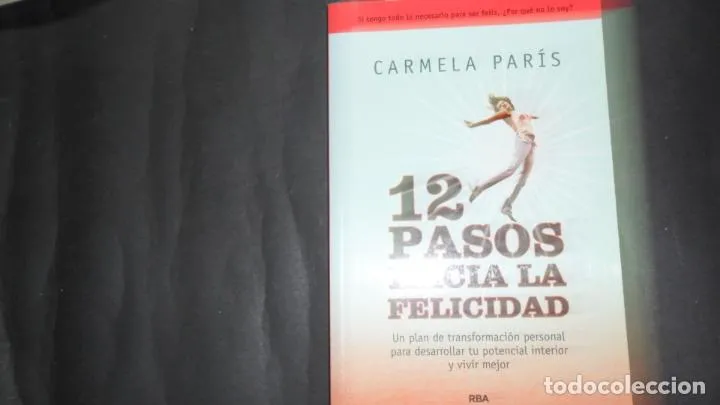 Si tengo todo lo necesario para ser feliz, ¿Por qué no lo soy?
CARMELA PARÍS
12
PASOS
HACIA LA
FELICIDAD
Un plan de transformación personal
para desarrollar tu potencial interior
y vivir mejor
RBA
todocoleccion